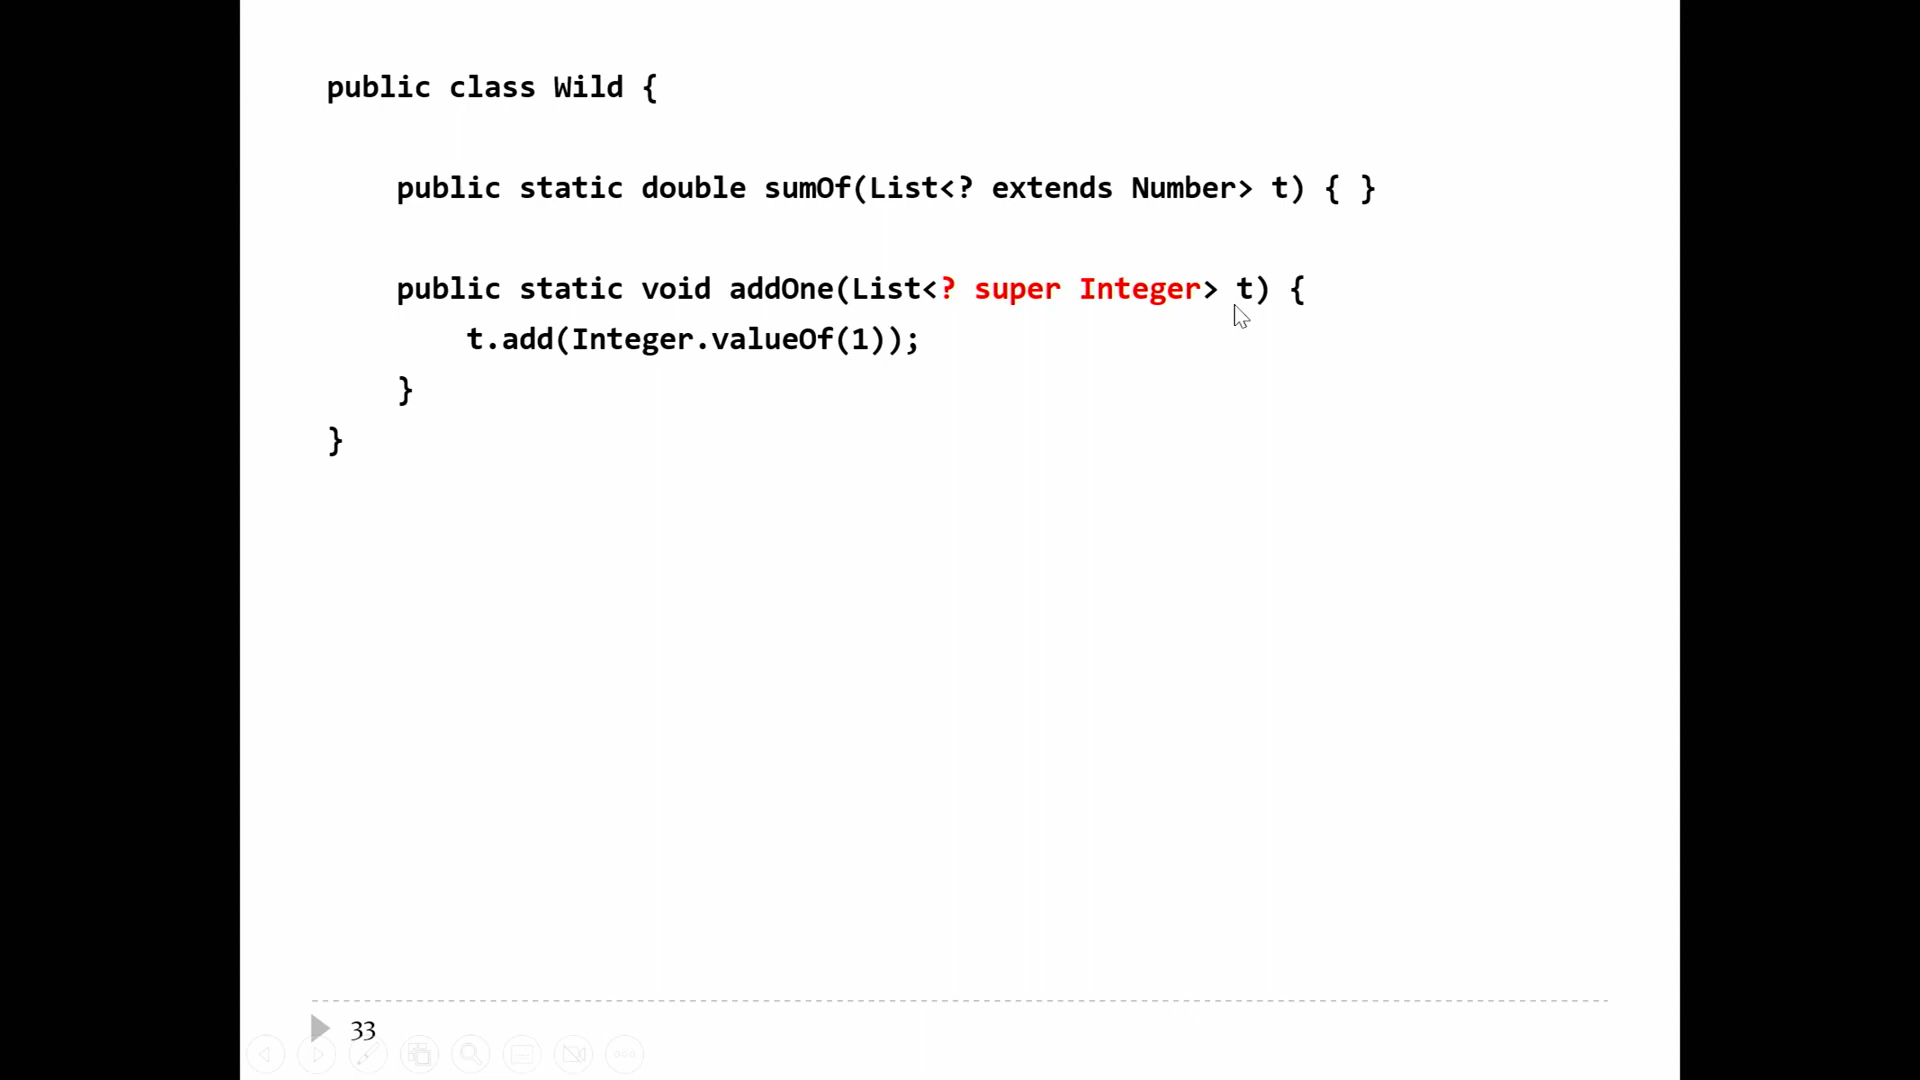 public class Wild {
public static double sumOf(List<? extends Number> t) { }
public static void addOne(List<? super Integer> t) {
t.add(Integer.valueOf(1));
}
}
33